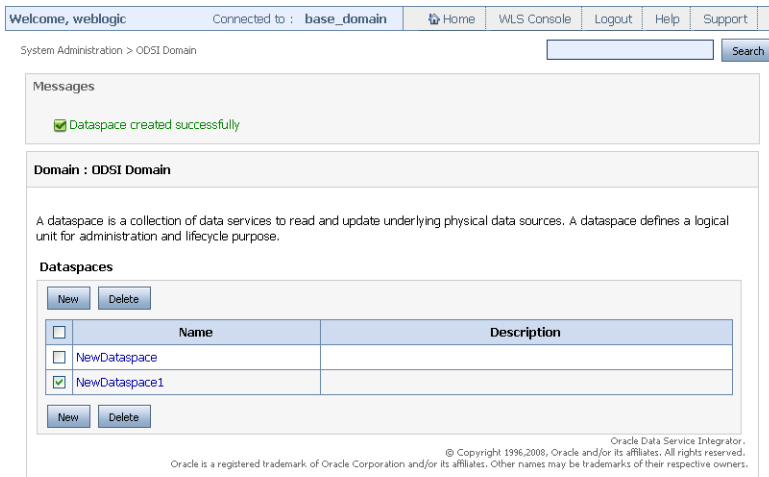 Welcome, weblogic Connected to : base_domain Home WLS Console Logout Help Support
System Administration > ODSI Domain Search
Messages
Dataspace created successfully
Domain : ODSI Domain
A dataspace is a collection of data services to read and update underlying physical data sources. A dataspace defines a logical
unit for administration and lifecycle purpose.
Dataspaces
New Delete
Name Description
NewDataspace
NewDataspace1
New Delete
Oracle Data Service Integrator.
© Copyright 1996,2008, Oracle and/or its affiliates. All rights reserved.
Oracle is a registered trademark of Oracle Corporation and/or its affiliates. Other names may be trademarks of their respective owners.